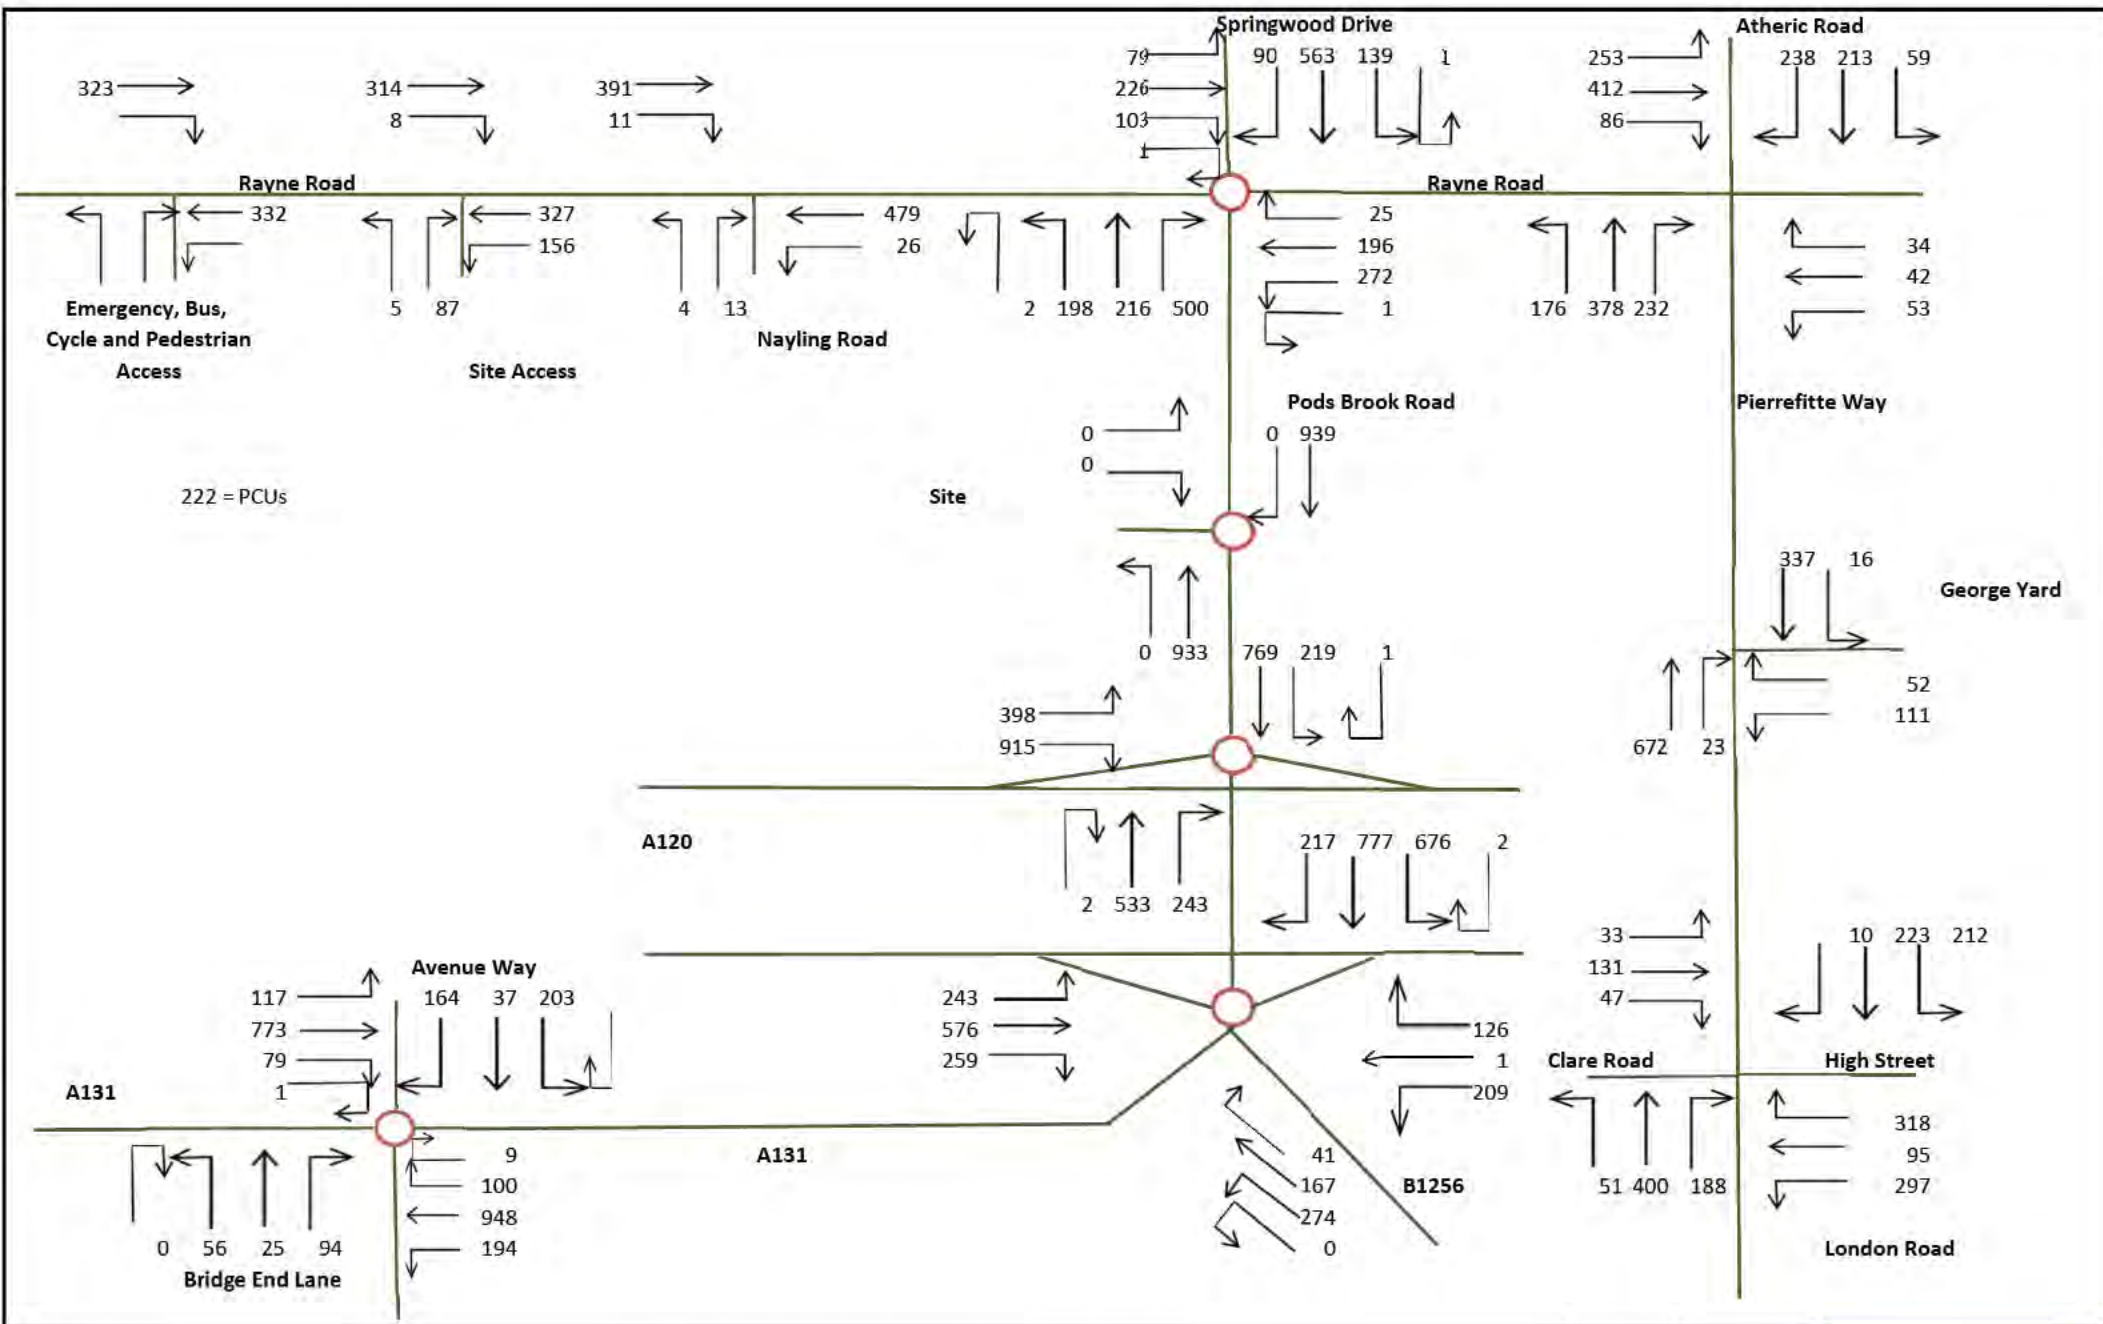 Springwood Drive
Atheric Road
79 90 563 139 1
253 238 213 59
323 314 391
226
412
8 11 103
86
1
Rayne Road
Rayne Road
332 327 479 25
196 34
156 26
272 42
5 87 4 13 2 198 216 500 1 176 378 232 53
Emergency, Bus,
Cycle and Pedestrian
Access
Nayling Road
Site Access
Pods Brook Road
Pierrefitte Way
0 0 939
0
222 = PCUs
Site
337 16
George Yard
0 933 769 219 1
52
398 111
915 672 23
A120
217 777 676 2
2 533 243
33 10 223 212
Avenue Way
131
117 164 37 203 243 47
773 576 126
79 259 1
Clare Road
High Street
1 209
A131
318
9 A131 41 95
100 167 B1256 51 400 188 297
948 274
194 0
0 56 25 94
London Road
Bridge End Lane